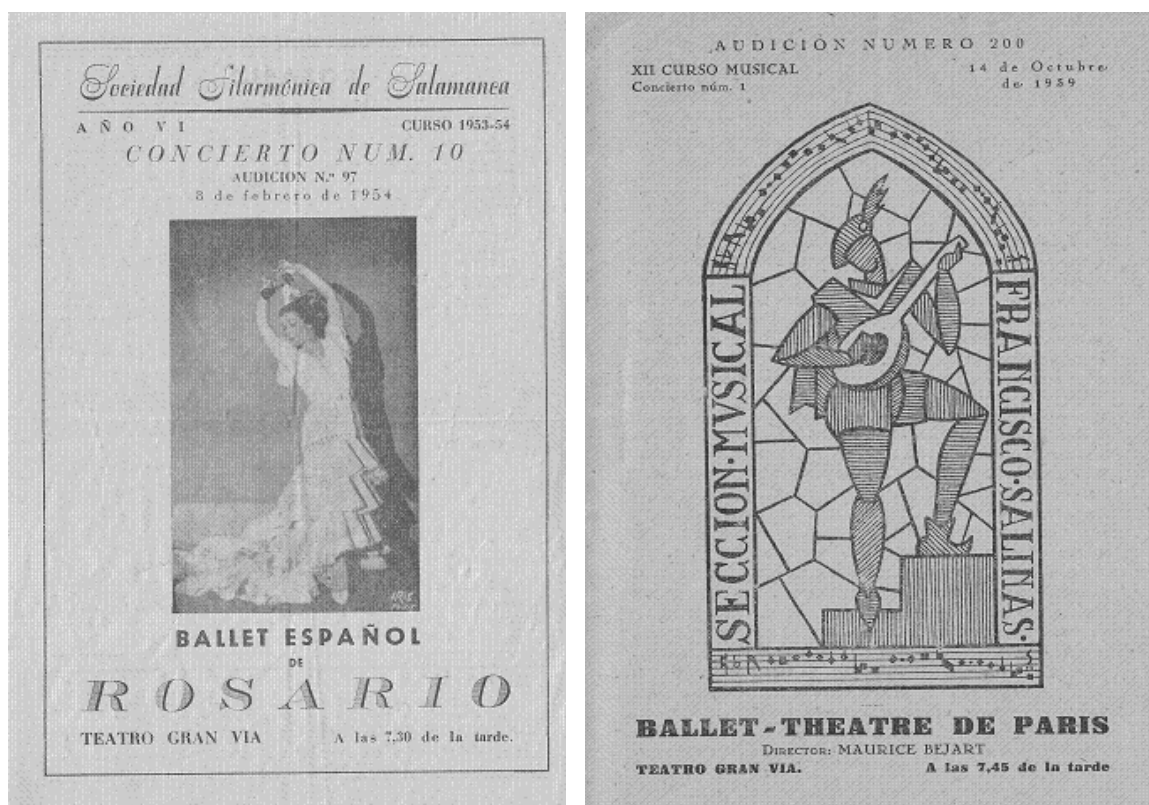 Sociedad Filarmónica de Salamanca
AÑO VI CURSO 1953-54
CONCIERTO NUM. 10
AUDICION N.º 97
3 de febrero de 1954
BALLET ESPAÑOL
DE
ROSARIO
TEATRO GRAN VIA A las 7,30 de la tarde.
AUDICIÓN NUMERO 200
XII CURSO MUSICAL 14 de Octubre
Concierto núm. 1 de 1959
SECCION·MVSICAL
FRANCISCO·SALINAS·
BALLET-THEATRE DE PARIS
DIRECTOR: MAURICE BEJART
TEATRO GRAN VIA. A las 7,45 de la tarde